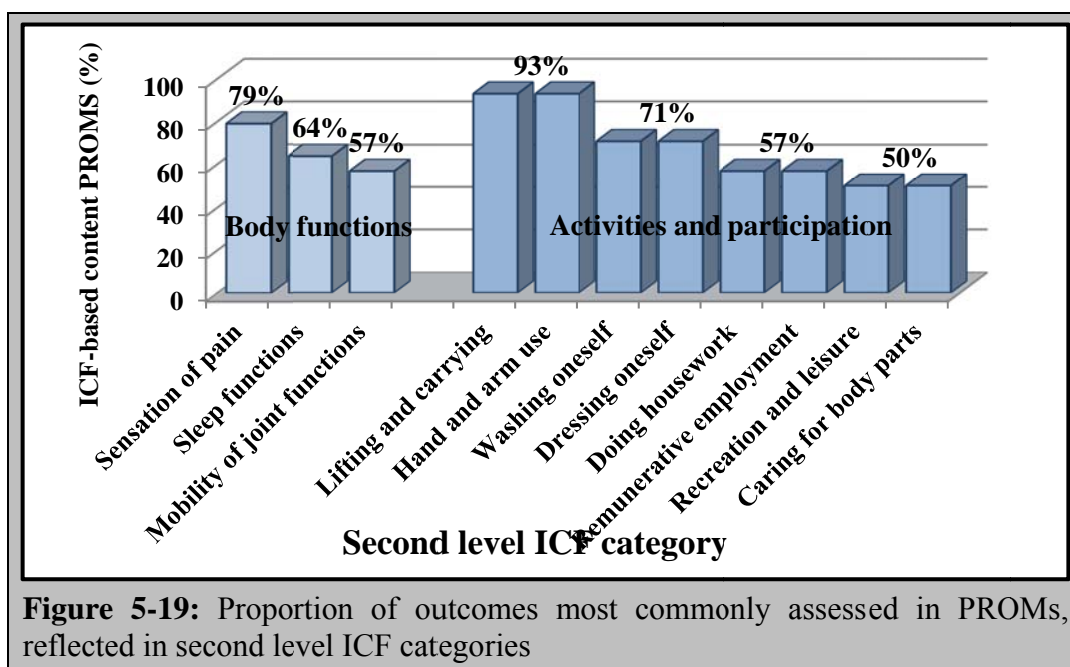 ICF-based content PROMS (%)
100
80
60
40
20
0
79%
64%
57%
93%
71%
57%
50%
Body functions
Activities and participation
Sensation of pain
Sleep functions
Mobility of joint functions
Lifting and carrying
Hand and arm use
Washing oneself
Dressing oneself
Doing housework
Remunerative employment
Recreation and leisure
Caring for body parts
Second level ICF category
Figure 5-19: Proportion of outcomes most commonly assessed in PROMs,
reflected in second level ICF categories